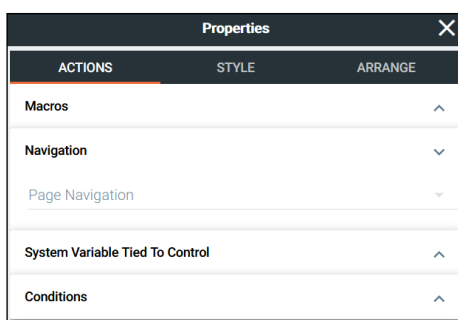 Properties
ACTIONS STYLE ARRANGE
Macros
Navigation
Page Navigation
System Variable Tied To Control
Conditions